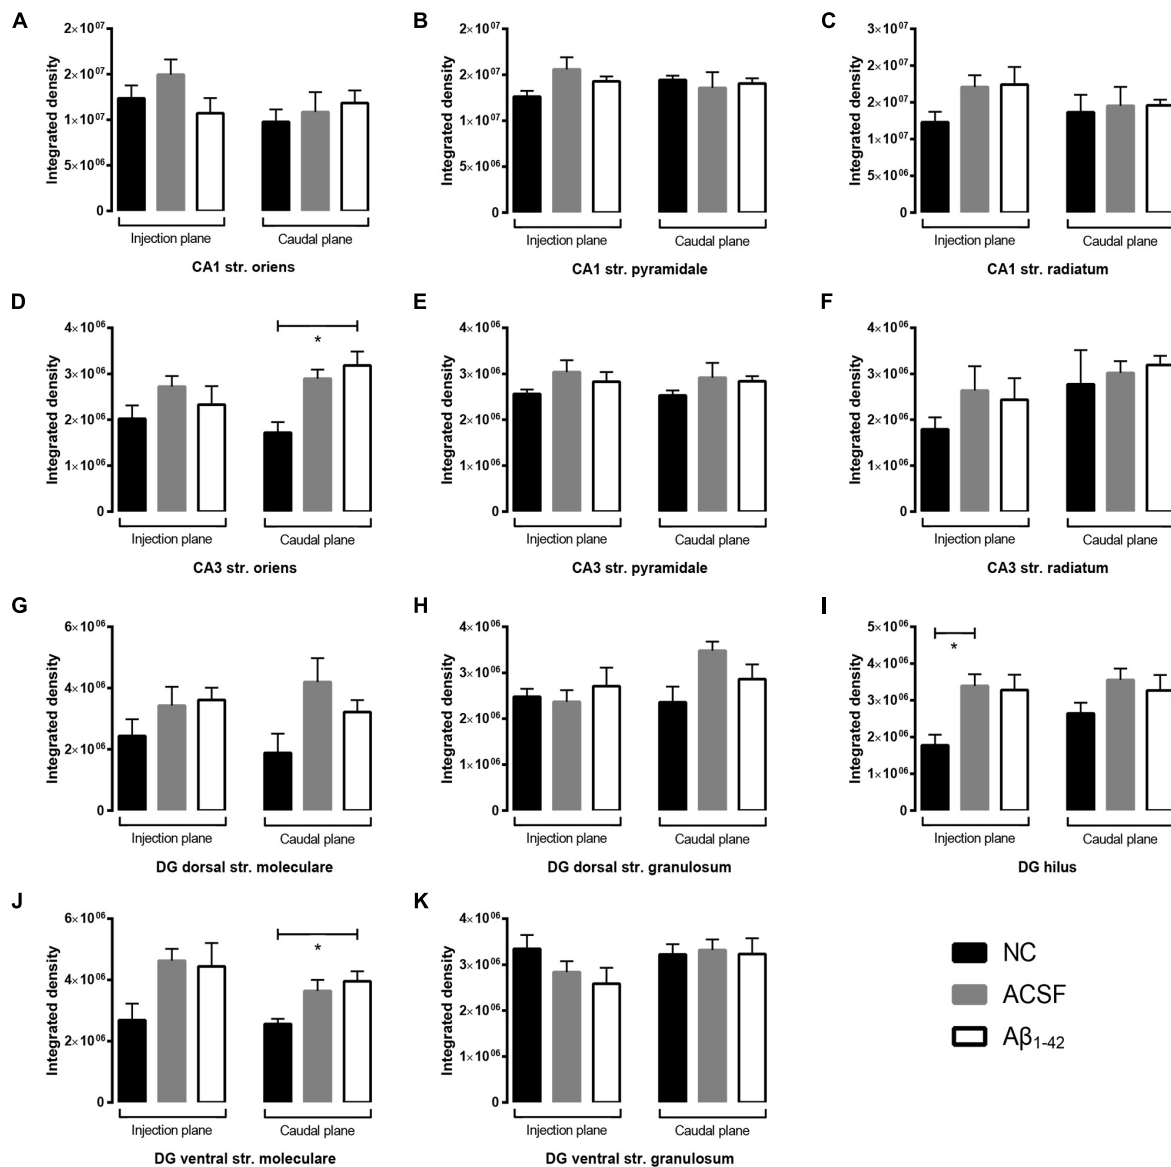 A
Integrated density
2×10⁰⁷
2×10⁰⁷
1×10⁰⁷
5×10⁰⁶
0
Injection plane
Caudal plane
CA1 str. oriens
B
Integrated density
2×10⁰⁷
2×10⁰⁷
1×10⁰⁷
5×10⁰⁶
0
Injection plane
Caudal plane
CA1 str. pyramidale
C
Integrated density
3×10⁰⁷
2×10⁰⁷
2×10⁰⁷
1×10⁰⁷
5×10⁰⁶
0
Injection plane
Caudal plane
CA1 str. radiatum
D
Integrated density
4×10⁰⁶
3×10⁰⁶
2×10⁰⁶
1×10⁰⁶
0
*
Injection plane
Caudal plane
CA3 str. oriens
E
Integrated density
4×10⁰⁶
3×10⁰⁶
2×10⁰⁶
1×10⁰⁶
0
Injection plane
Caudal plane
CA3 str. pyramidale
F
Integrated density
4×10⁰⁶
3×10⁰⁶
2×10⁰⁶
1×10⁰⁶
0
Injection plane
Caudal plane
CA3 str. radiatum
G
Integrated density
6×10⁰⁶
4×10⁰⁶
2×10⁰⁶
0
Injection plane
Caudal plane
DG dorsal str. moleculare
H
Integrated density
4×10⁰⁶
3×10⁰⁶
2×10⁰⁶
1×10⁰⁶
0
Injection plane
Caudal plane
DG dorsal str. granulosum
I
Integrated density
5×10⁰⁶
4×10⁰⁶
3×10⁰⁶
2×10⁰⁶
1×10⁰⁶
0
*
Injection plane
Caudal plane
DG hilus
J
Integrated density
6×10⁰⁶
4×10⁰⁶
2×10⁰⁶
0
*
Injection plane
Caudal plane
DG ventral str. moleculare
K
Integrated density
4×10⁰⁶
3×10⁰⁶
2×10⁰⁶
1×10⁰⁶
0
Injection plane
Caudal plane
DG ventral str. granulosum
NC
ACSF
Aβ₁₋₄₂